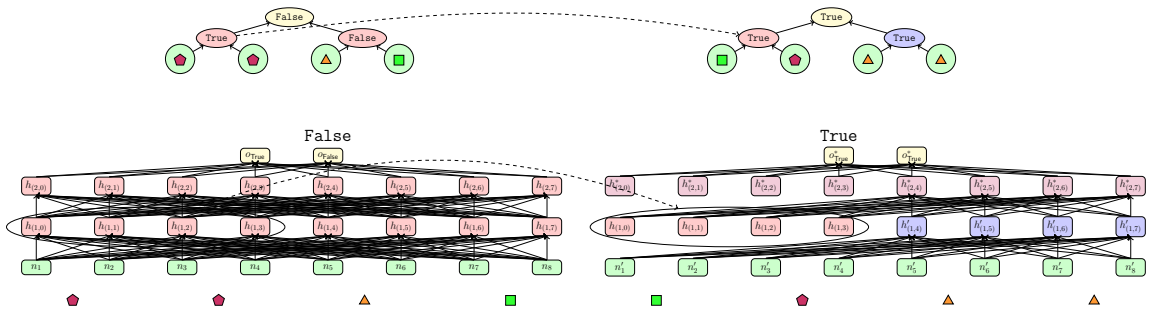 False
True
True
False
True
True
False
True
o_True
o_False
o*_True
o*_True
h_(2,0) h_(2,1) h_(2,2) h_(2,3) h_(2,4) h_(2,5) h_(2,6) h_(2,7)
h*_(2,0) h*_(2,1) h*_(2,2) h*_(2,3) h*_(2,4) h*_(2,5) h*_(2,6) h*_(2,7)
h_(1,0) h_(1,1) h_(1,2) h_(1,3) h_(1,4) h_(1,5) h_(1,6) h_(1,7)
h_(1,0) h_(1,1) h_(1,2) h_(1,3) h′_(1,4) h′_(1,5) h′_(1,6) h′_(1,7)
n_1 n_2 n_3 n_4 n_5 n_6 n_7 n_8
n′_1 n′_2 n′_3 n′_4 n′_5 n′_6 n′_7 n′_8